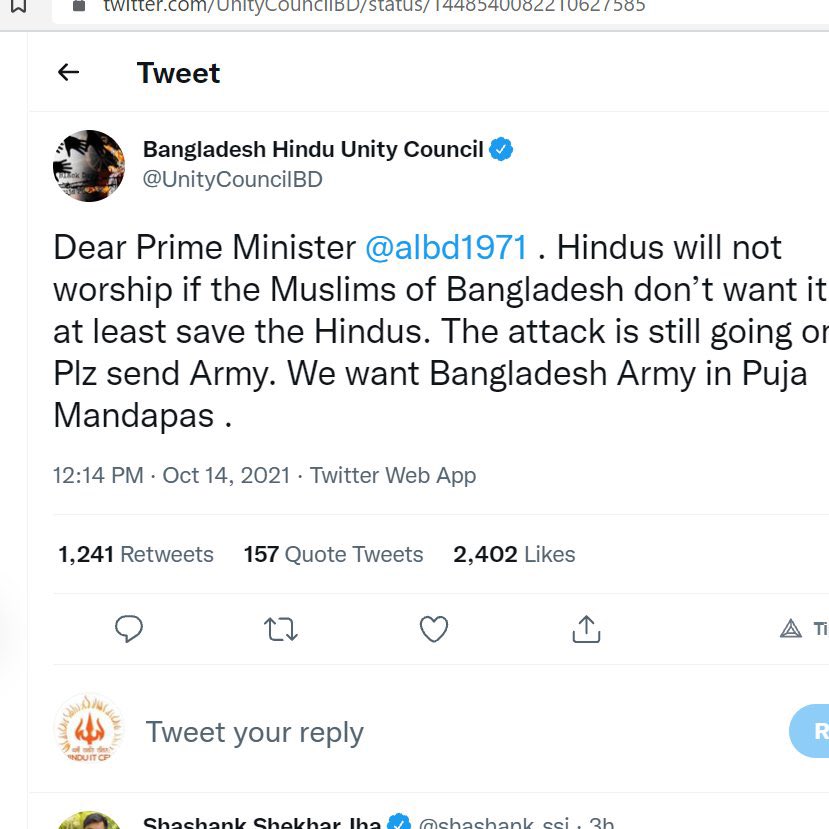 twitter.com/UnityCouncilBD/status/1448540082210627585
Tweet
Bangladesh Hindu Unity Council
@UnityCouncilBD
Dear Prime Minister @albd1971 . Hindus will not
worship if the Muslims of Bangladesh don’t want it
at least save the Hindus. The attack is still going on
Plz send Army. We want Bangladesh Army in Puja
Mandapas .
12:14 PM · Oct 14, 2021 · Twitter Web App
1,241 Retweets 157 Quote Tweets 2,402 Likes
Ti
Tweet your reply
R
Shashank Shekhar Jha @shashank_ssj · 3h